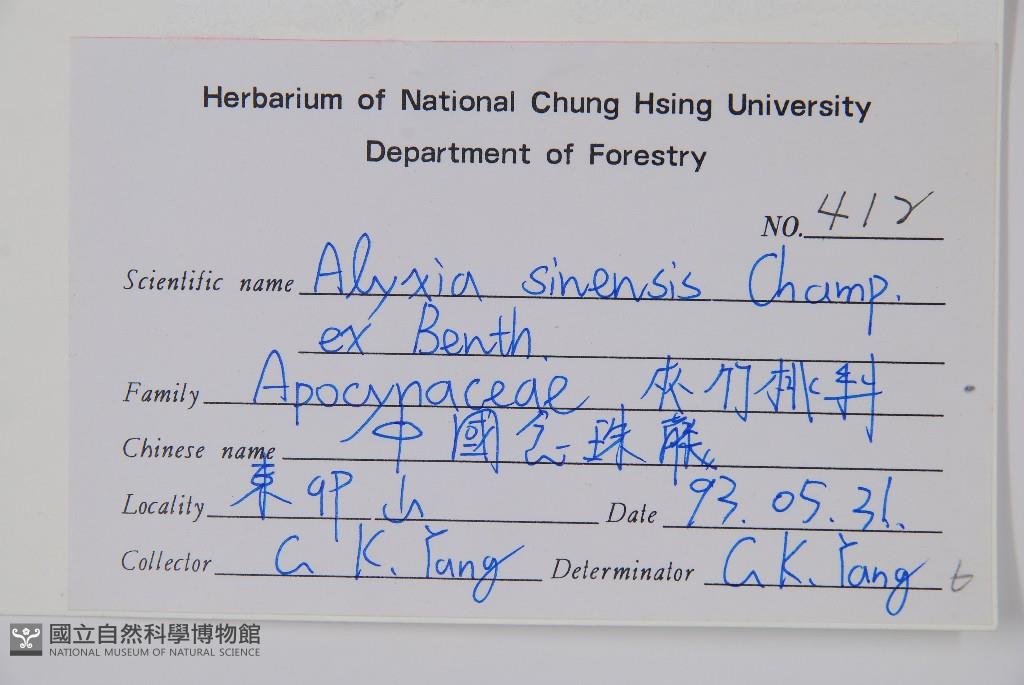 Herbarium of National Chung Hsing University
Department of Forestry
NO. 412
Scientific name Alyxia sinensis Champ.
ex Benth.
Family Apocynaceae 夾竹桃科
Chinese name 中國念珠藤
Locality 東卯山 Date 93. 05. 31.
Collector C. K. Yang Determinator C. K. Yang t
國立自然科學博物館
NATIONAL MUSEUM OF NATURAL SCIENCE